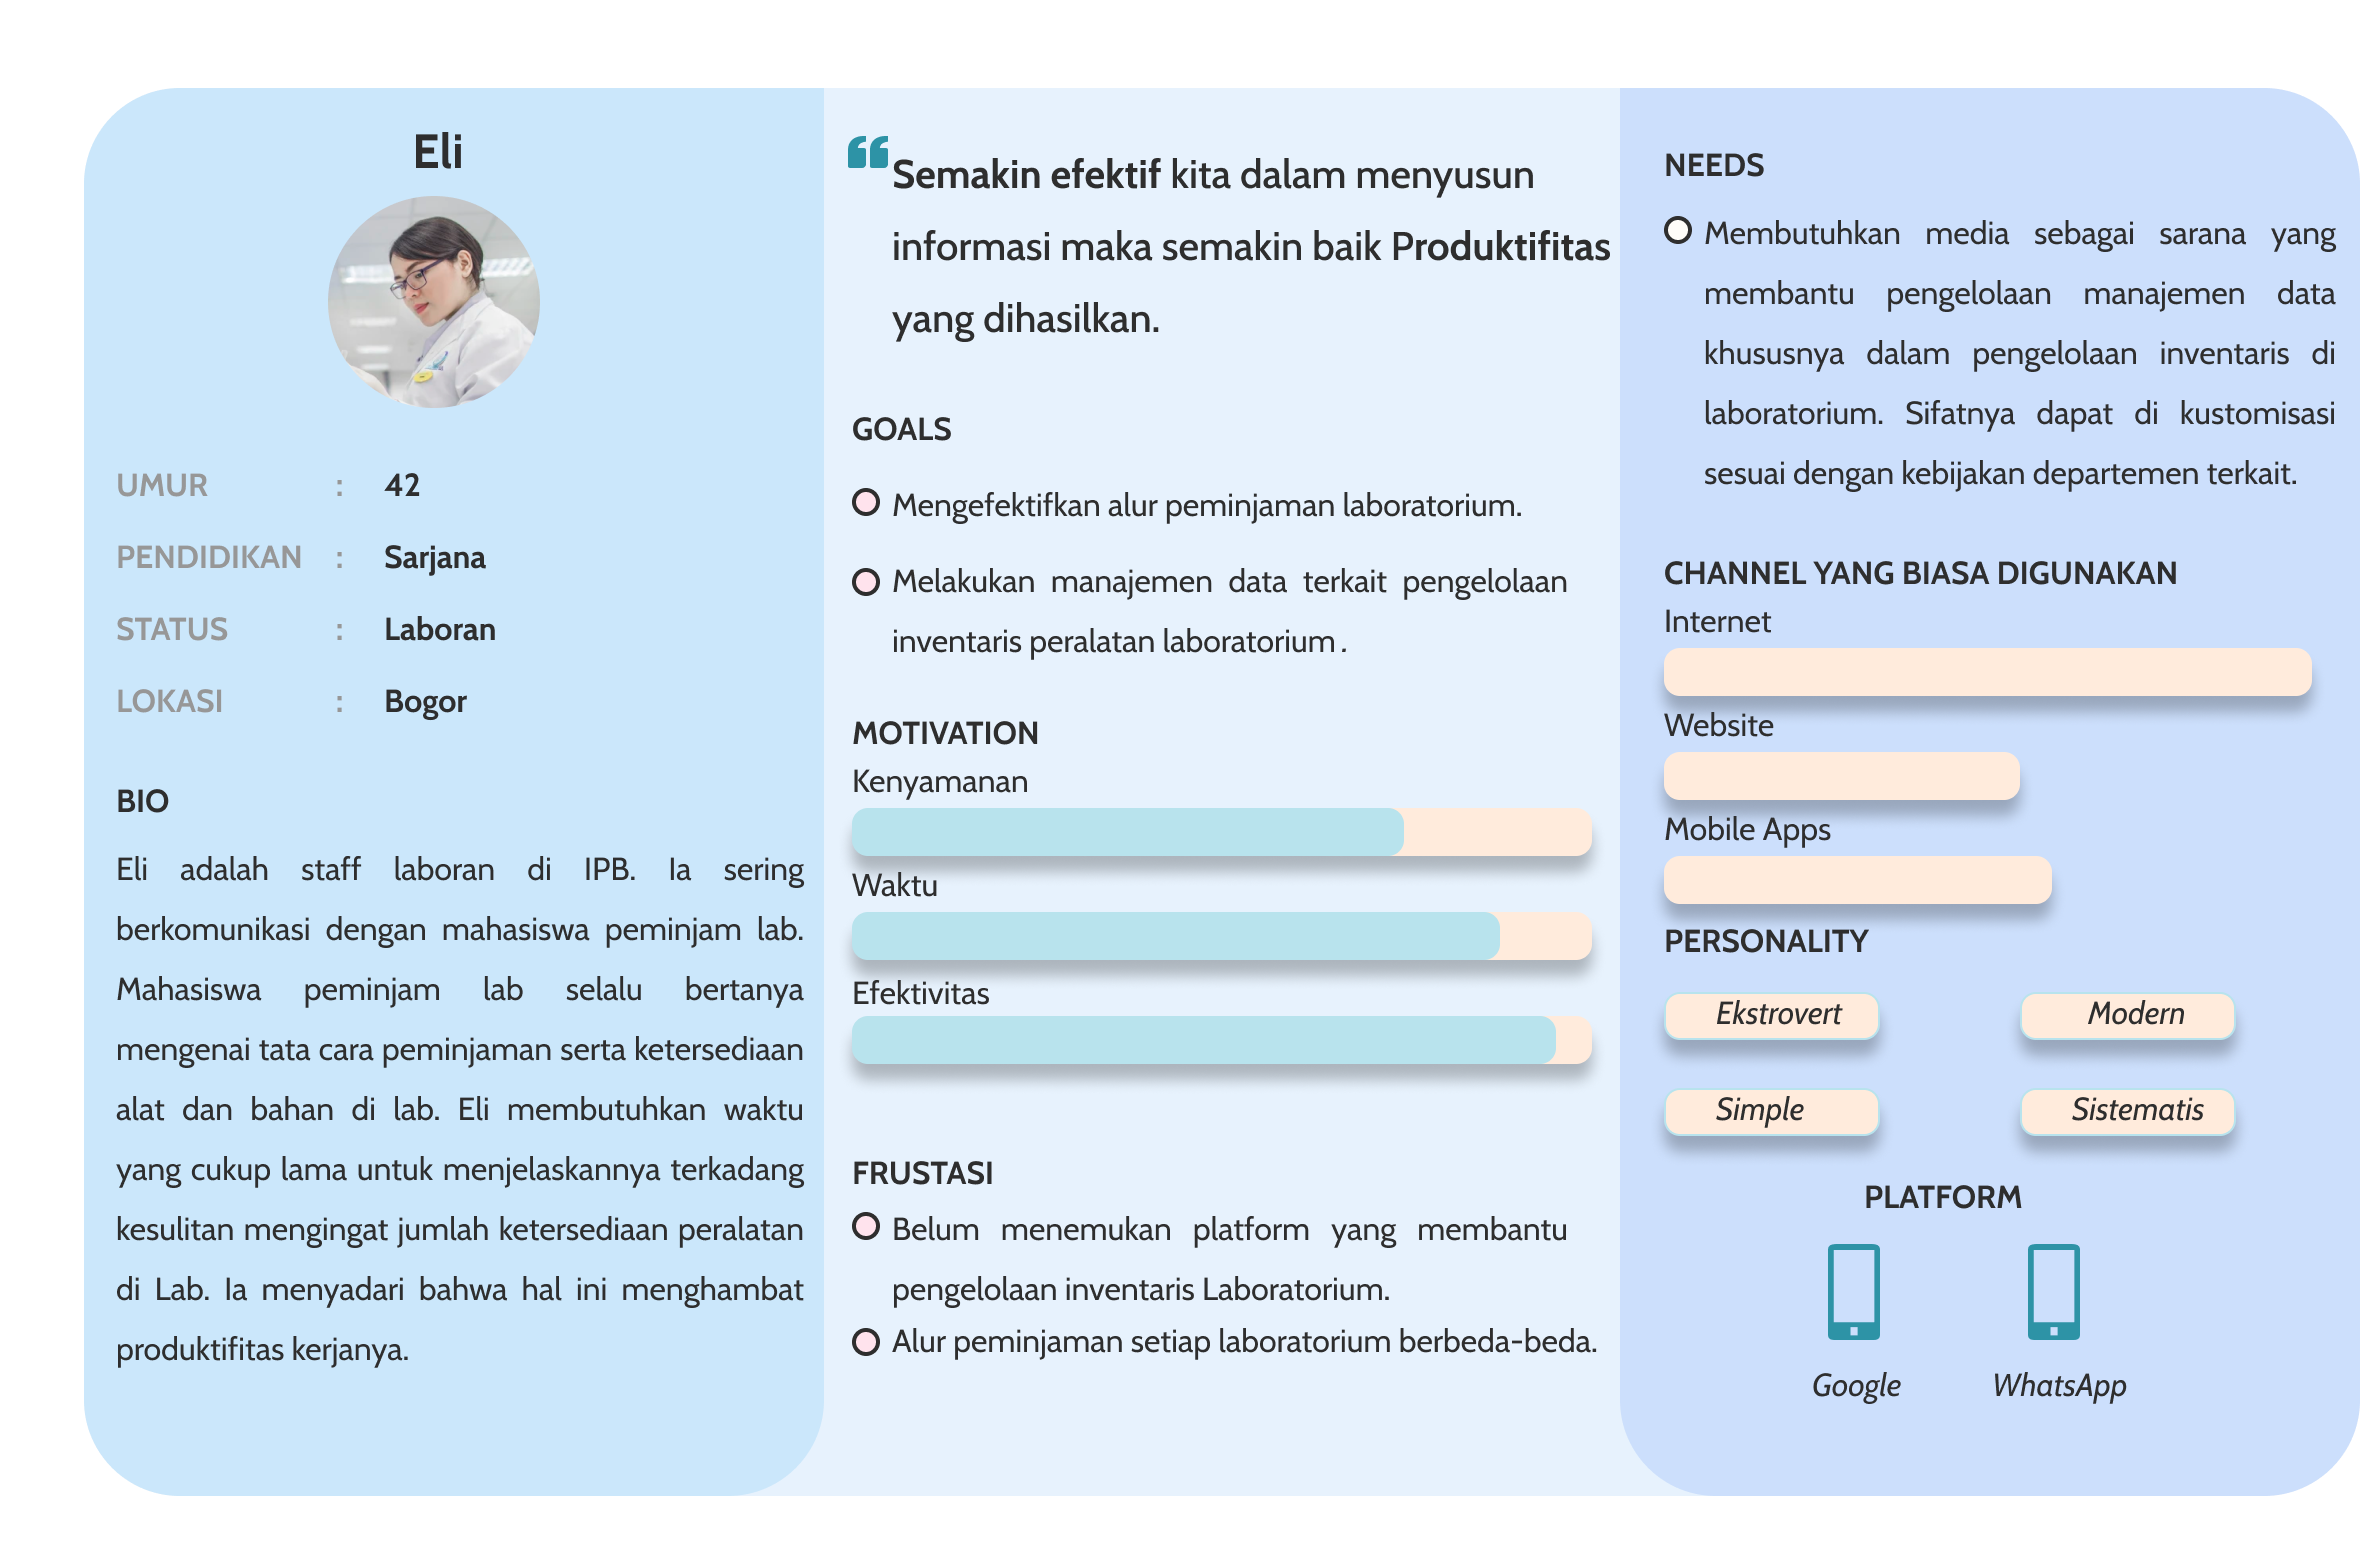 Eli
UMUR : 42
PENDIDIKAN : Sarjana
STATUS : Laboran
LOKASI : Bogor
BIO
Eli adalah staff laboran di IPB. Ia sering
berkomunikasi dengan mahasiswa peminjam lab.
Mahasiswa peminjam lab selalu bertanya
mengenai tata cara peminjaman serta ketersediaan
alat dan bahan di lab. Eli membutuhkan waktu
yang cukup lama untuk menjelaskannya terkadang
kesulitan mengingat jumlah ketersediaan peralatan
di Lab. Ia menyadari bahwa hal ini menghambat
produktifitas kerjanya.
“Semakin efektif kita dalam menyusun
informasi maka semakin baik Produktifitas
yang dihasilkan.
GOALS
Mengefektifkan alur peminjaman laboratorium.
Melakukan manajemen data terkait pengelolaan
inventaris peralatan laboratorium.
MOTIVATION
Kenyamanan
Waktu
Efektivitas
FRUSTASI
Belum menemukan platform yang membantu
pengelolaan inventaris Laboratorium.
Alur peminjaman setiap laboratorium berbeda-beda.
NEEDS
Membutuhkan media sebagai sarana yang
membantu pengelolaan manajemen data
khususnya dalam pengelolaan inventaris di
laboratorium. Sifatnya dapat di kustomisasi
sesuai dengan kebijakan departemen terkait.
CHANNEL YANG BIASA DIGUNAKAN
Internet
Website
Mobile Apps
PERSONALITY
Ekstrovert Modern
Simple Sistematis
PLATFORM
Google WhatsApp